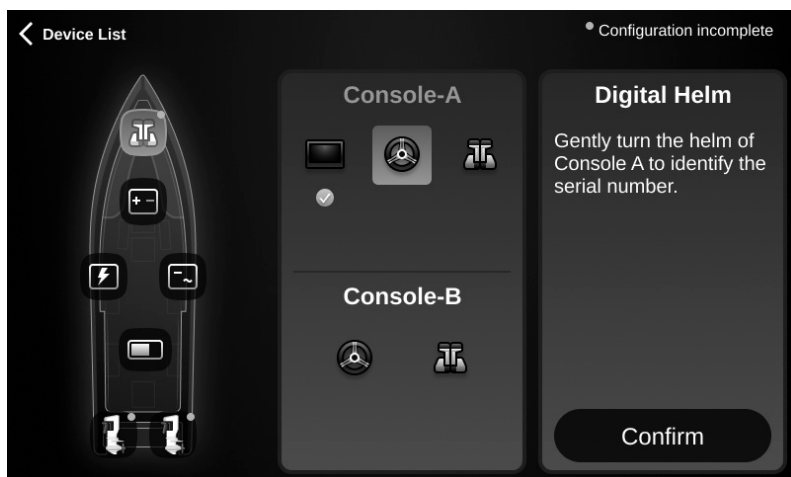 Device List
Configuration incomplete
Console-A
Console-B
Digital Helm
Gently turn the helm of
Console A to identify the
serial number.
Confirm